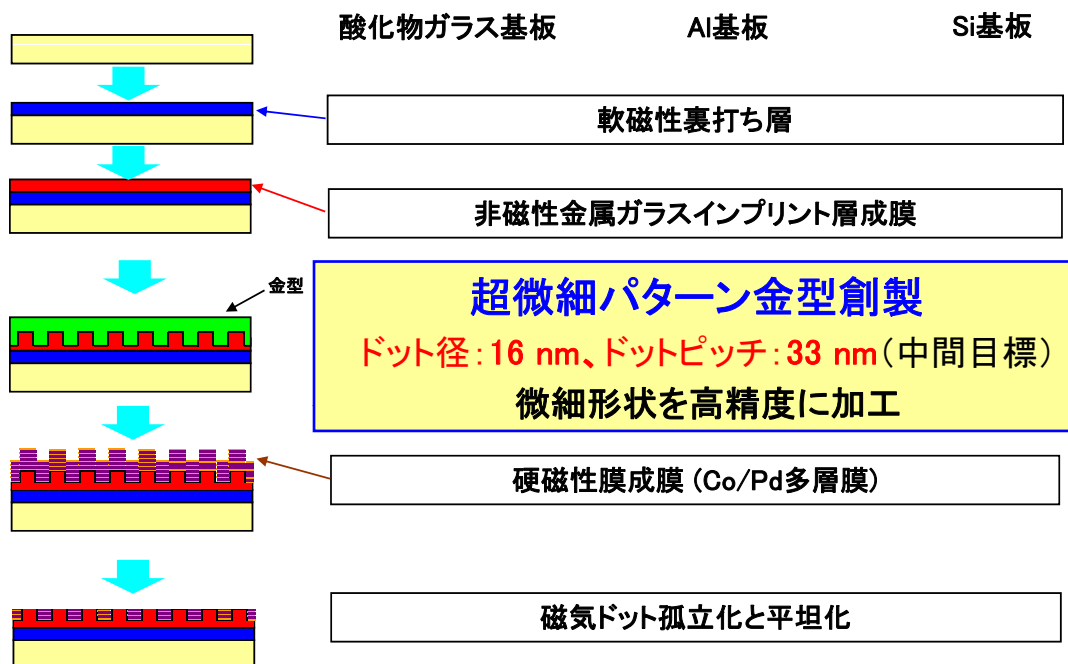 酸化物ガラス基板 Al基板 Si基板
軟磁性裏打ち層
非磁性金属ガラスインプリント層成膜
金型
超微細パターン金型創製
ドット径:16 nm、ドットピッチ:33 nm(中間目標)
微細形状を高精度に加工
硬磁性膜成膜 (Co/Pd多層膜)
磁気ドット孤立化と平坦化